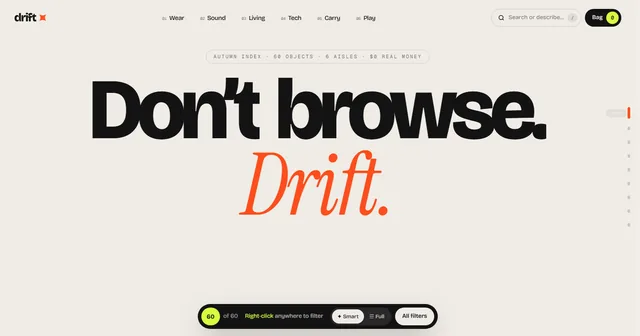 drift
01 Wear
02 Sound
03 Living
04 Tech
05 Carry
06 Play
Search or describe...
/
Bag 0
AUTUMN INDEX · 60 OBJECTS · 6 AISLES · $0 REAL MONEY
Don't browse.
Drift.
60 of 60
Right-click anywhere to filter
Smart
Full
All filters